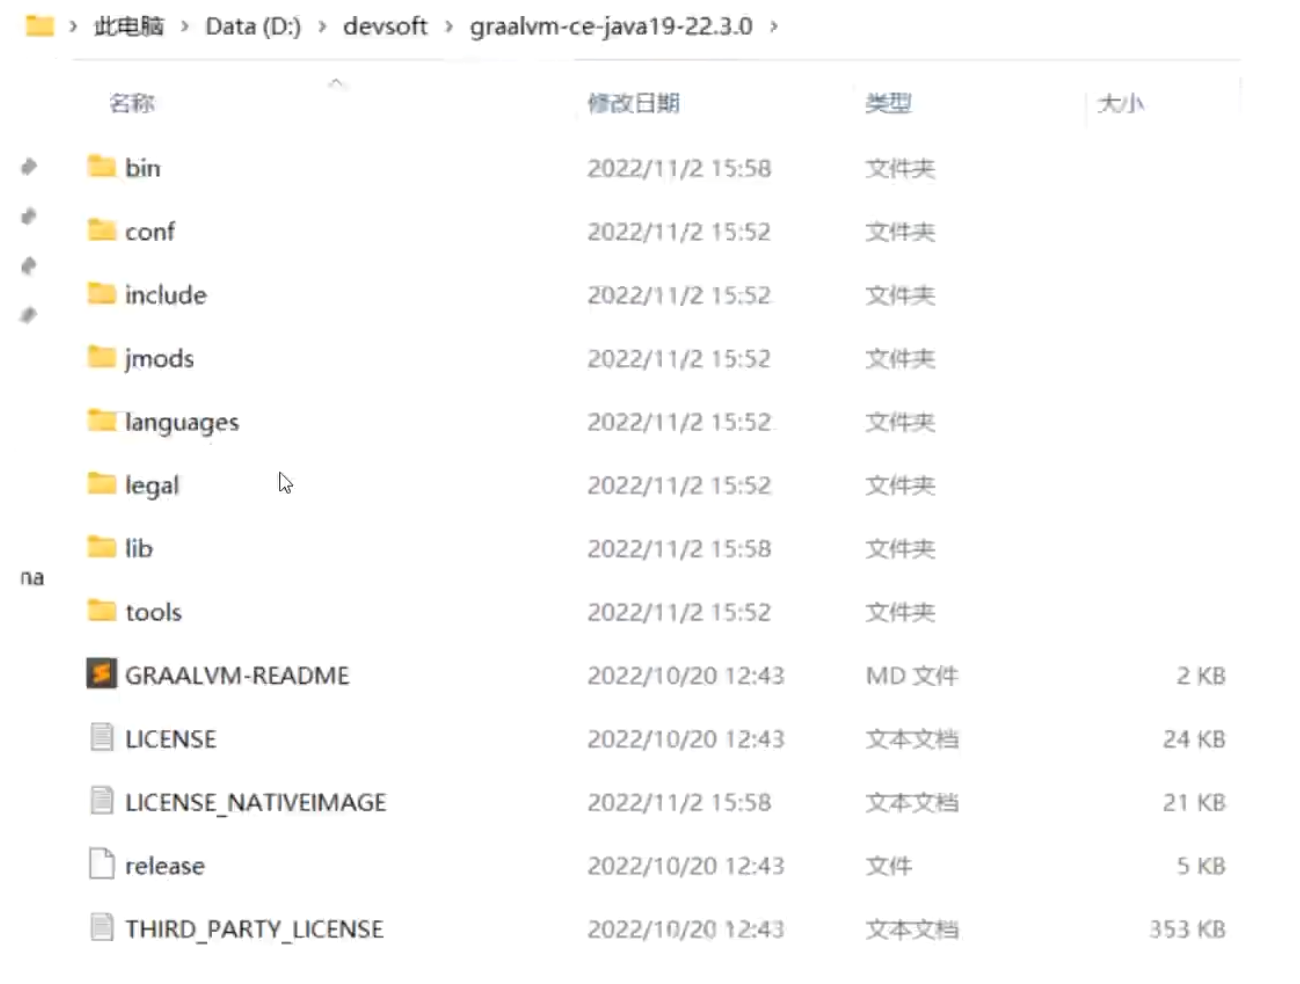 此电脑 > Data (D:) > devsoft > graalvm-ce-java19-22.3.0 >
名称 修改日期 类型 大小
bin 2022/11/2 15:58 文件夹
conf 2022/11/2 15:52 文件夹
include 2022/11/2 15:52 文件夹
jmods 2022/11/2 15:52 文件夹
languages 2022/11/2 15:52 文件夹
legal 2022/11/2 15:52 文件夹
lib 2022/11/2 15:58 文件夹
na
tools 2022/11/2 15:52 文件夹
GRAALVM-README 2022/10/20 12:43 MD 文件 2 KB
LICENSE 2022/10/20 12:43 文本文档 24 KB
LICENSE_NATIVEIMAGE 2022/11/2 15:58 文本文档 21 KB
release 2022/10/20 12:43 文件 5 KB
THIRD_PARTY_LICENSE 2022/10/20 12:43 文本文档 353 KB